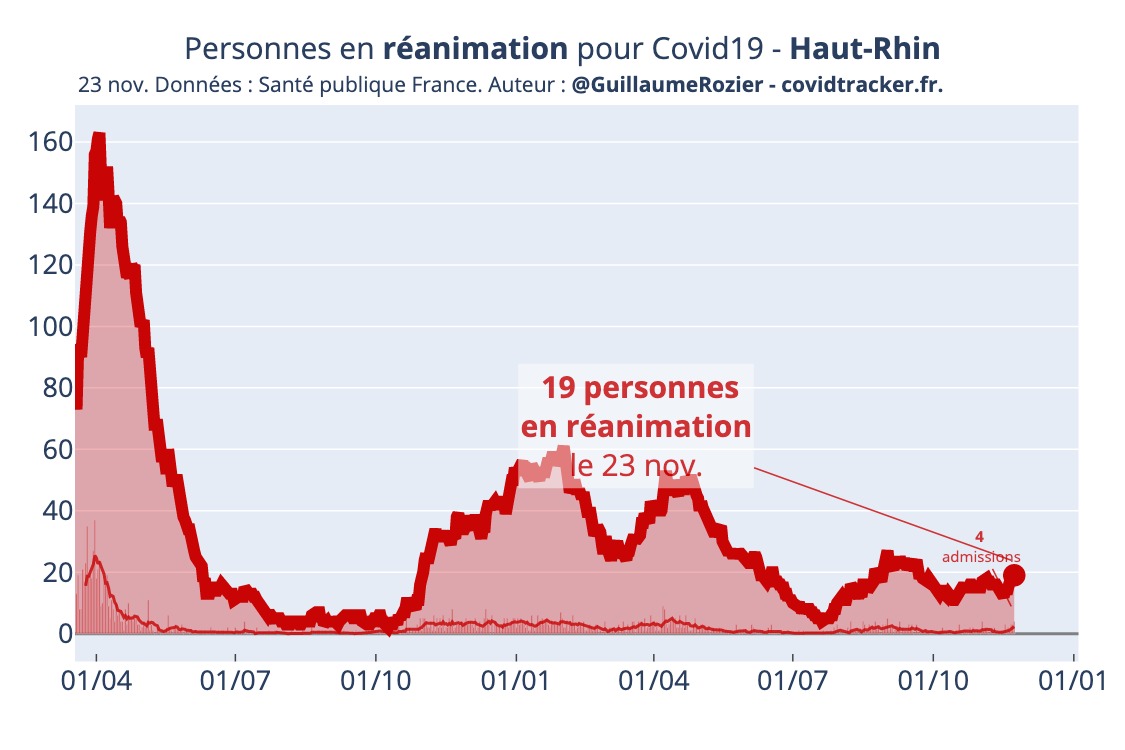 Personnes en réanimation pour Covid19 - Haut-Rhin
23 nov. Données : Santé publique France. Auteur : @GuillaumeRozier - covidtracker.fr.
160
140
120
100
80
60
40
20
0
19 personnes
en réanimation
le 23 nov.
4
admissions
01/04 01/07 01/10 01/01 01/04 01/07 01/10 01/01